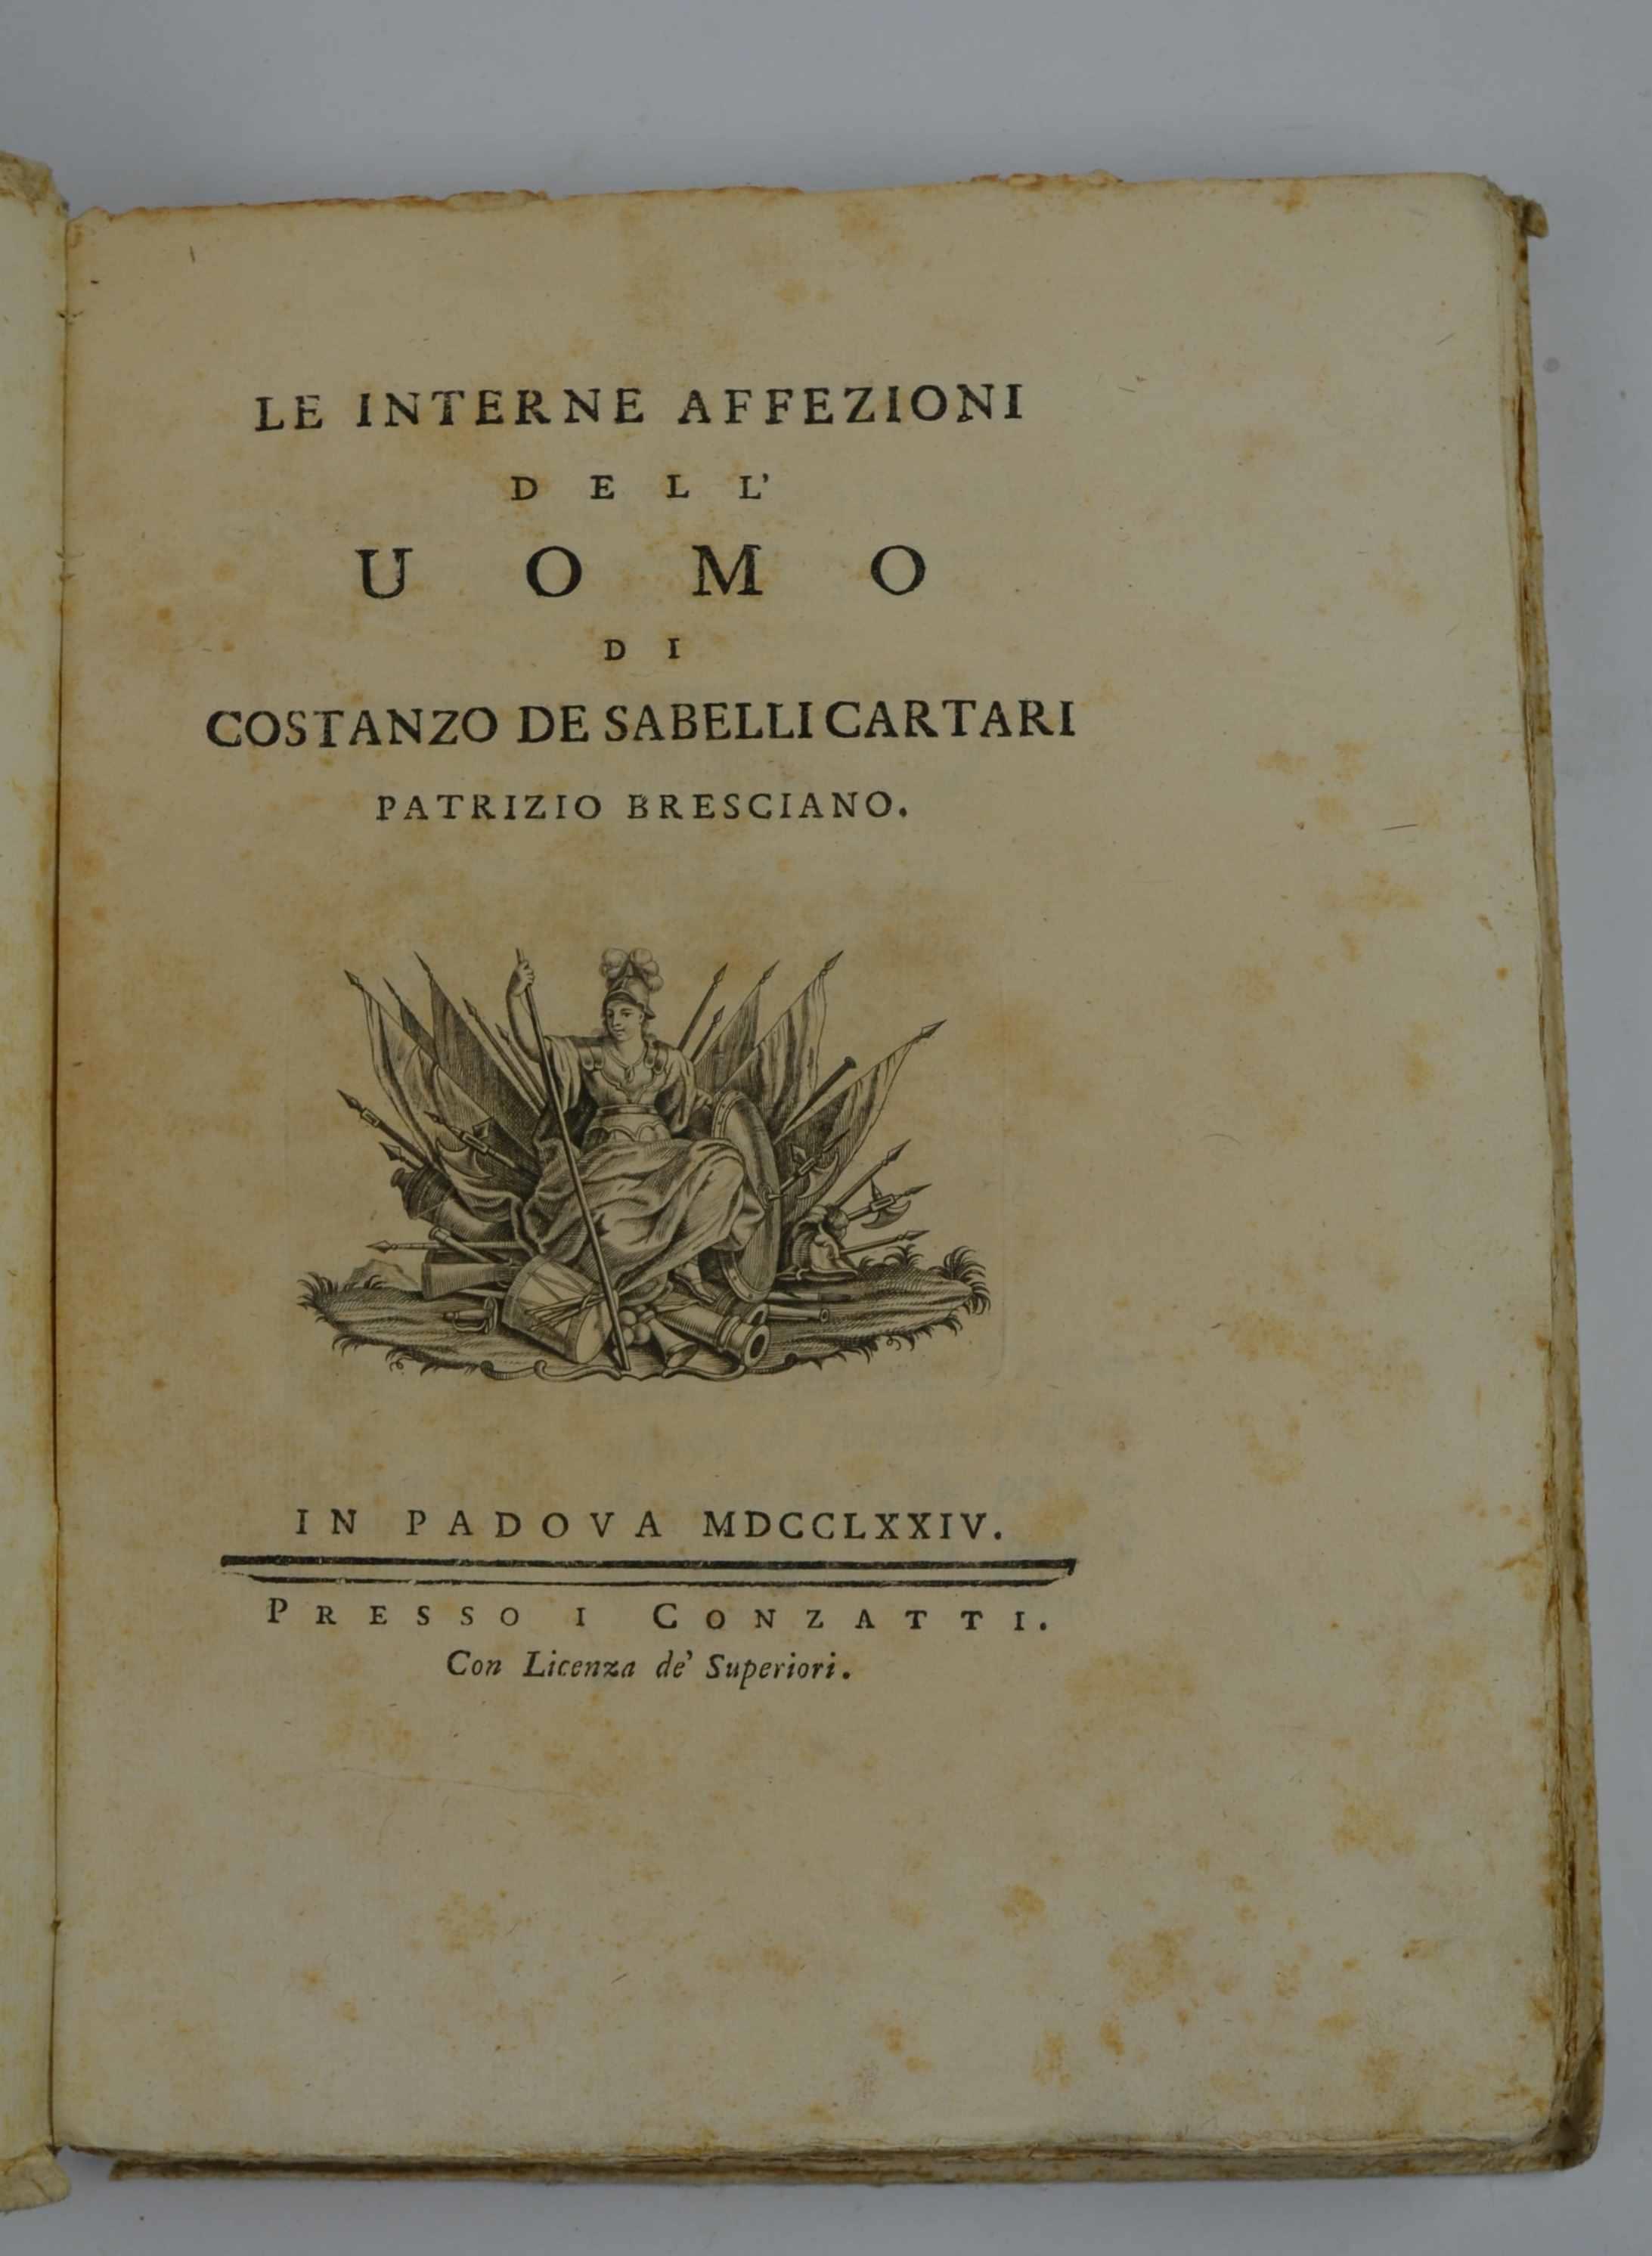 LE INTERNE AFFEZIONI
DELL'
UOMO
DI
COSTANZO DE SABELLI CARTARI
PATRIZIO BRESCIANO.
IN PADOVA MDCCLXXIV.
PRESSO I CONZATTI.
Con Licenza de' Superiori.